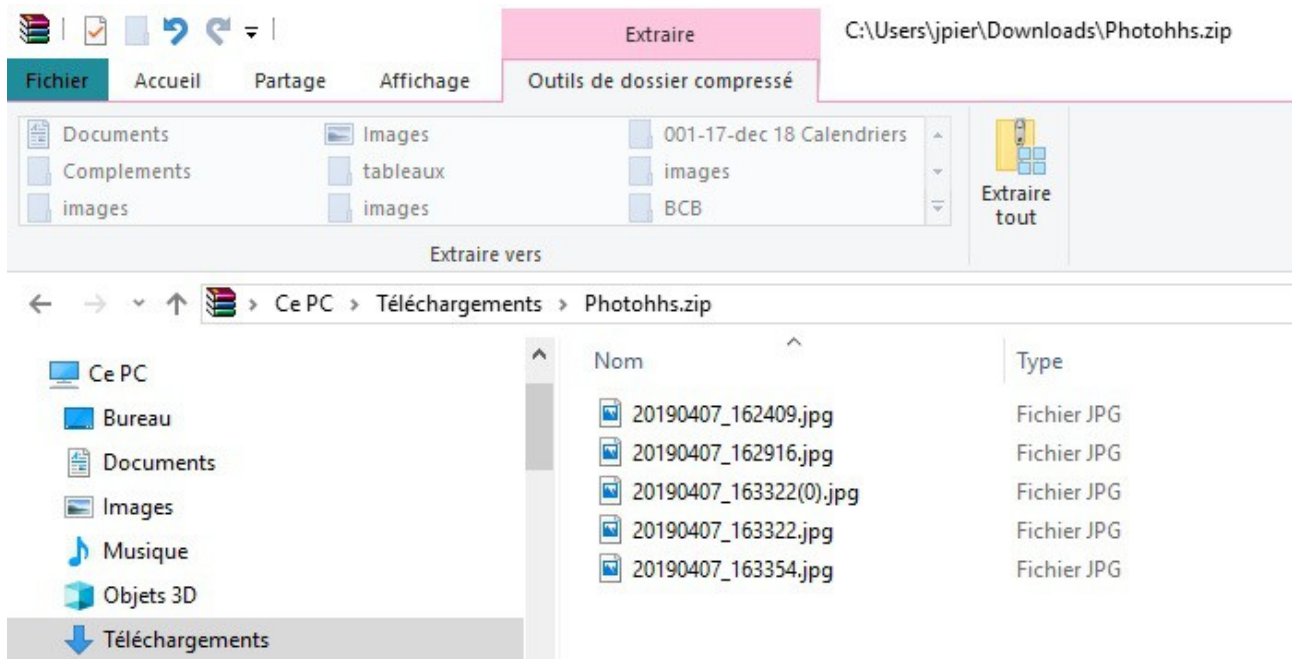 Extraire
C:\Users\jpier\Downloads\Photohhs.zip
Fichier Accueil Partage Affichage Outils de dossier compressé
Documents Images 001-17-dec 18 Calendriers
Complements tableaux images
images images BCB
Extraire tout
Extraire vers
Ce PC > Téléchargements > Photohhs.zip
Ce PC
Bureau
Documents
Images
Musique
Objets 3D
Téléchargements
Nom Type
20190407_162409.jpg Fichier JPG
20190407_162916.jpg Fichier JPG
20190407_163322(0).jpg Fichier JPG
20190407_163322.jpg Fichier JPG
20190407_163354.jpg Fichier JPG